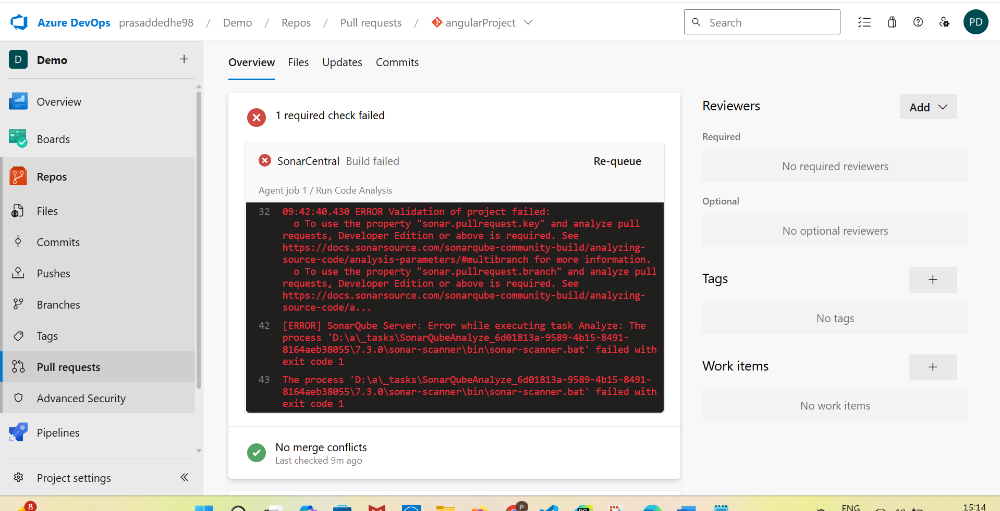 Azure DevOps prasaddedhe98 / Demo / Repos / Pull requests / angularProject
Search
PD
D Demo
Overview
Boards
Repos
Files
Commits
Pushes
Branches
Tags
Pull requests
Advanced Security
Pipelines
Project settings
Overview Files Updates Commits
1 required check failed
SonarCentral Build failed Re-queue
Agent job 1 / Run Code Analysis
32 09:42:40.430 ERROR Validation of project failed:
o To use the property "sonar.pullrequest.key" and analyze pull
requests, Developer Edition or above is required. See
https://docs.sonarsource.com/sonarqube-community-build/analyzing-
source-code/analysis-parameters/#multibranch for more information.
o To use the property "sonar.pullrequest.branch" and analyze pull
requests, Developer Edition or above is required. See
https://docs.sonarsource.com/sonarqube-community-build/analyzing-
source-code/a...
42 [ERROR] SonarQube Server: Error while executing task Analyze: The
process 'D:\a\_tasks\SonarQubeAnalyze_6d01813a-9589-4b15-8491-
8164aeb38055\7.3.0\sonar-scanner\bin\sonar-scanner.bat' failed with
exit code 1
43 The process 'D:\a\_tasks\SonarQubeAnalyze_6d01813a-9589-4b15-8491-
8164aeb38055\7.3.0\sonar-scanner\bin\sonar-scanner.bat' failed with
exit code 1
No merge conflicts
Last checked 9m ago
Reviewers
Add
Required
No required reviewers
Optional
No optional reviewers
Tags
No tags
Work items
No work items
8
P
ENG
15:14